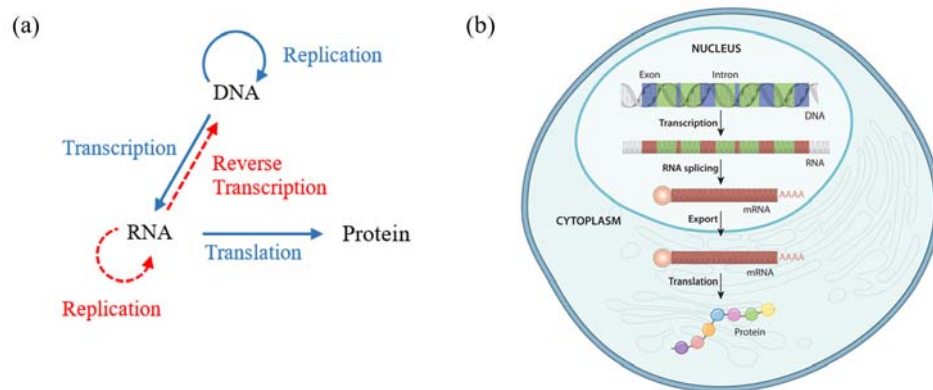 (a)
Replication
DNA
Transcription
Reverse
Transcription
RNA
Translation
Protein
Replication
(b)
NUCLEUS
Exon
Intron
DNA
Transcription
RNA
RNA splicing
AAAA
mRNA
CYTOPLASM
Export
AAAA
mRNA
Translation
Protein